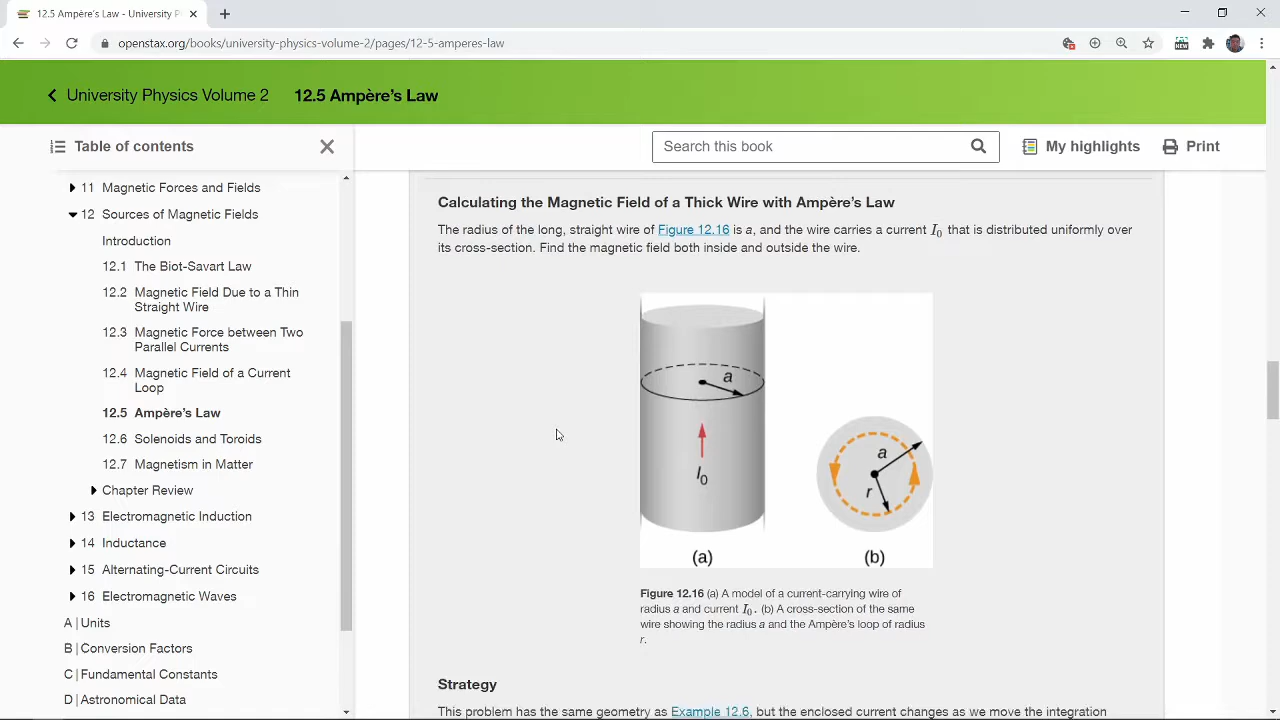 12.5 Ampère's Law - University P
openstax.org/books/university-physics-volume-2/pages/12-5-amperes-law
NEW
University Physics Volume 2
12.5 Ampère's Law
Table of contents
Search this book
My highlights
Print
11 Magnetic Forces and Fields
12 Sources of Magnetic Fields
Introduction
12.1 The Biot-Savart Law
12.2 Magnetic Field Due to a Thin
Straight Wire
12.3 Magnetic Force between Two
Parallel Currents
12.4 Magnetic Field of a Current
Loop
12.5 Ampère's Law
12.6 Solenoids and Toroids
12.7 Magnetism in Matter
Chapter Review
13 Electromagnetic Induction
14 Inductance
15 Alternating-Current Circuits
16 Electromagnetic Waves
A | Units
B | Conversion Factors
C | Fundamental Constants
D | Astronomical Data
Calculating the Magnetic Field of a Thick Wire with Ampère's Law
The radius of the long, straight wire of Figure 12.16 is a, and the wire carries a current I₀ that is distributed uniformly over
its cross-section. Find the magnetic field both inside and outside the wire.
a
I₀
(a)
a
r
(b)
Figure 12.16 (a) A model of a current-carrying wire of
radius a and current I₀. (b) A cross-section of the same
wire showing the radius a and the Ampère's loop of radius
r.
Strategy
This problem has the same geometry as Example 12.6, but the enclosed current changes as we move the integration